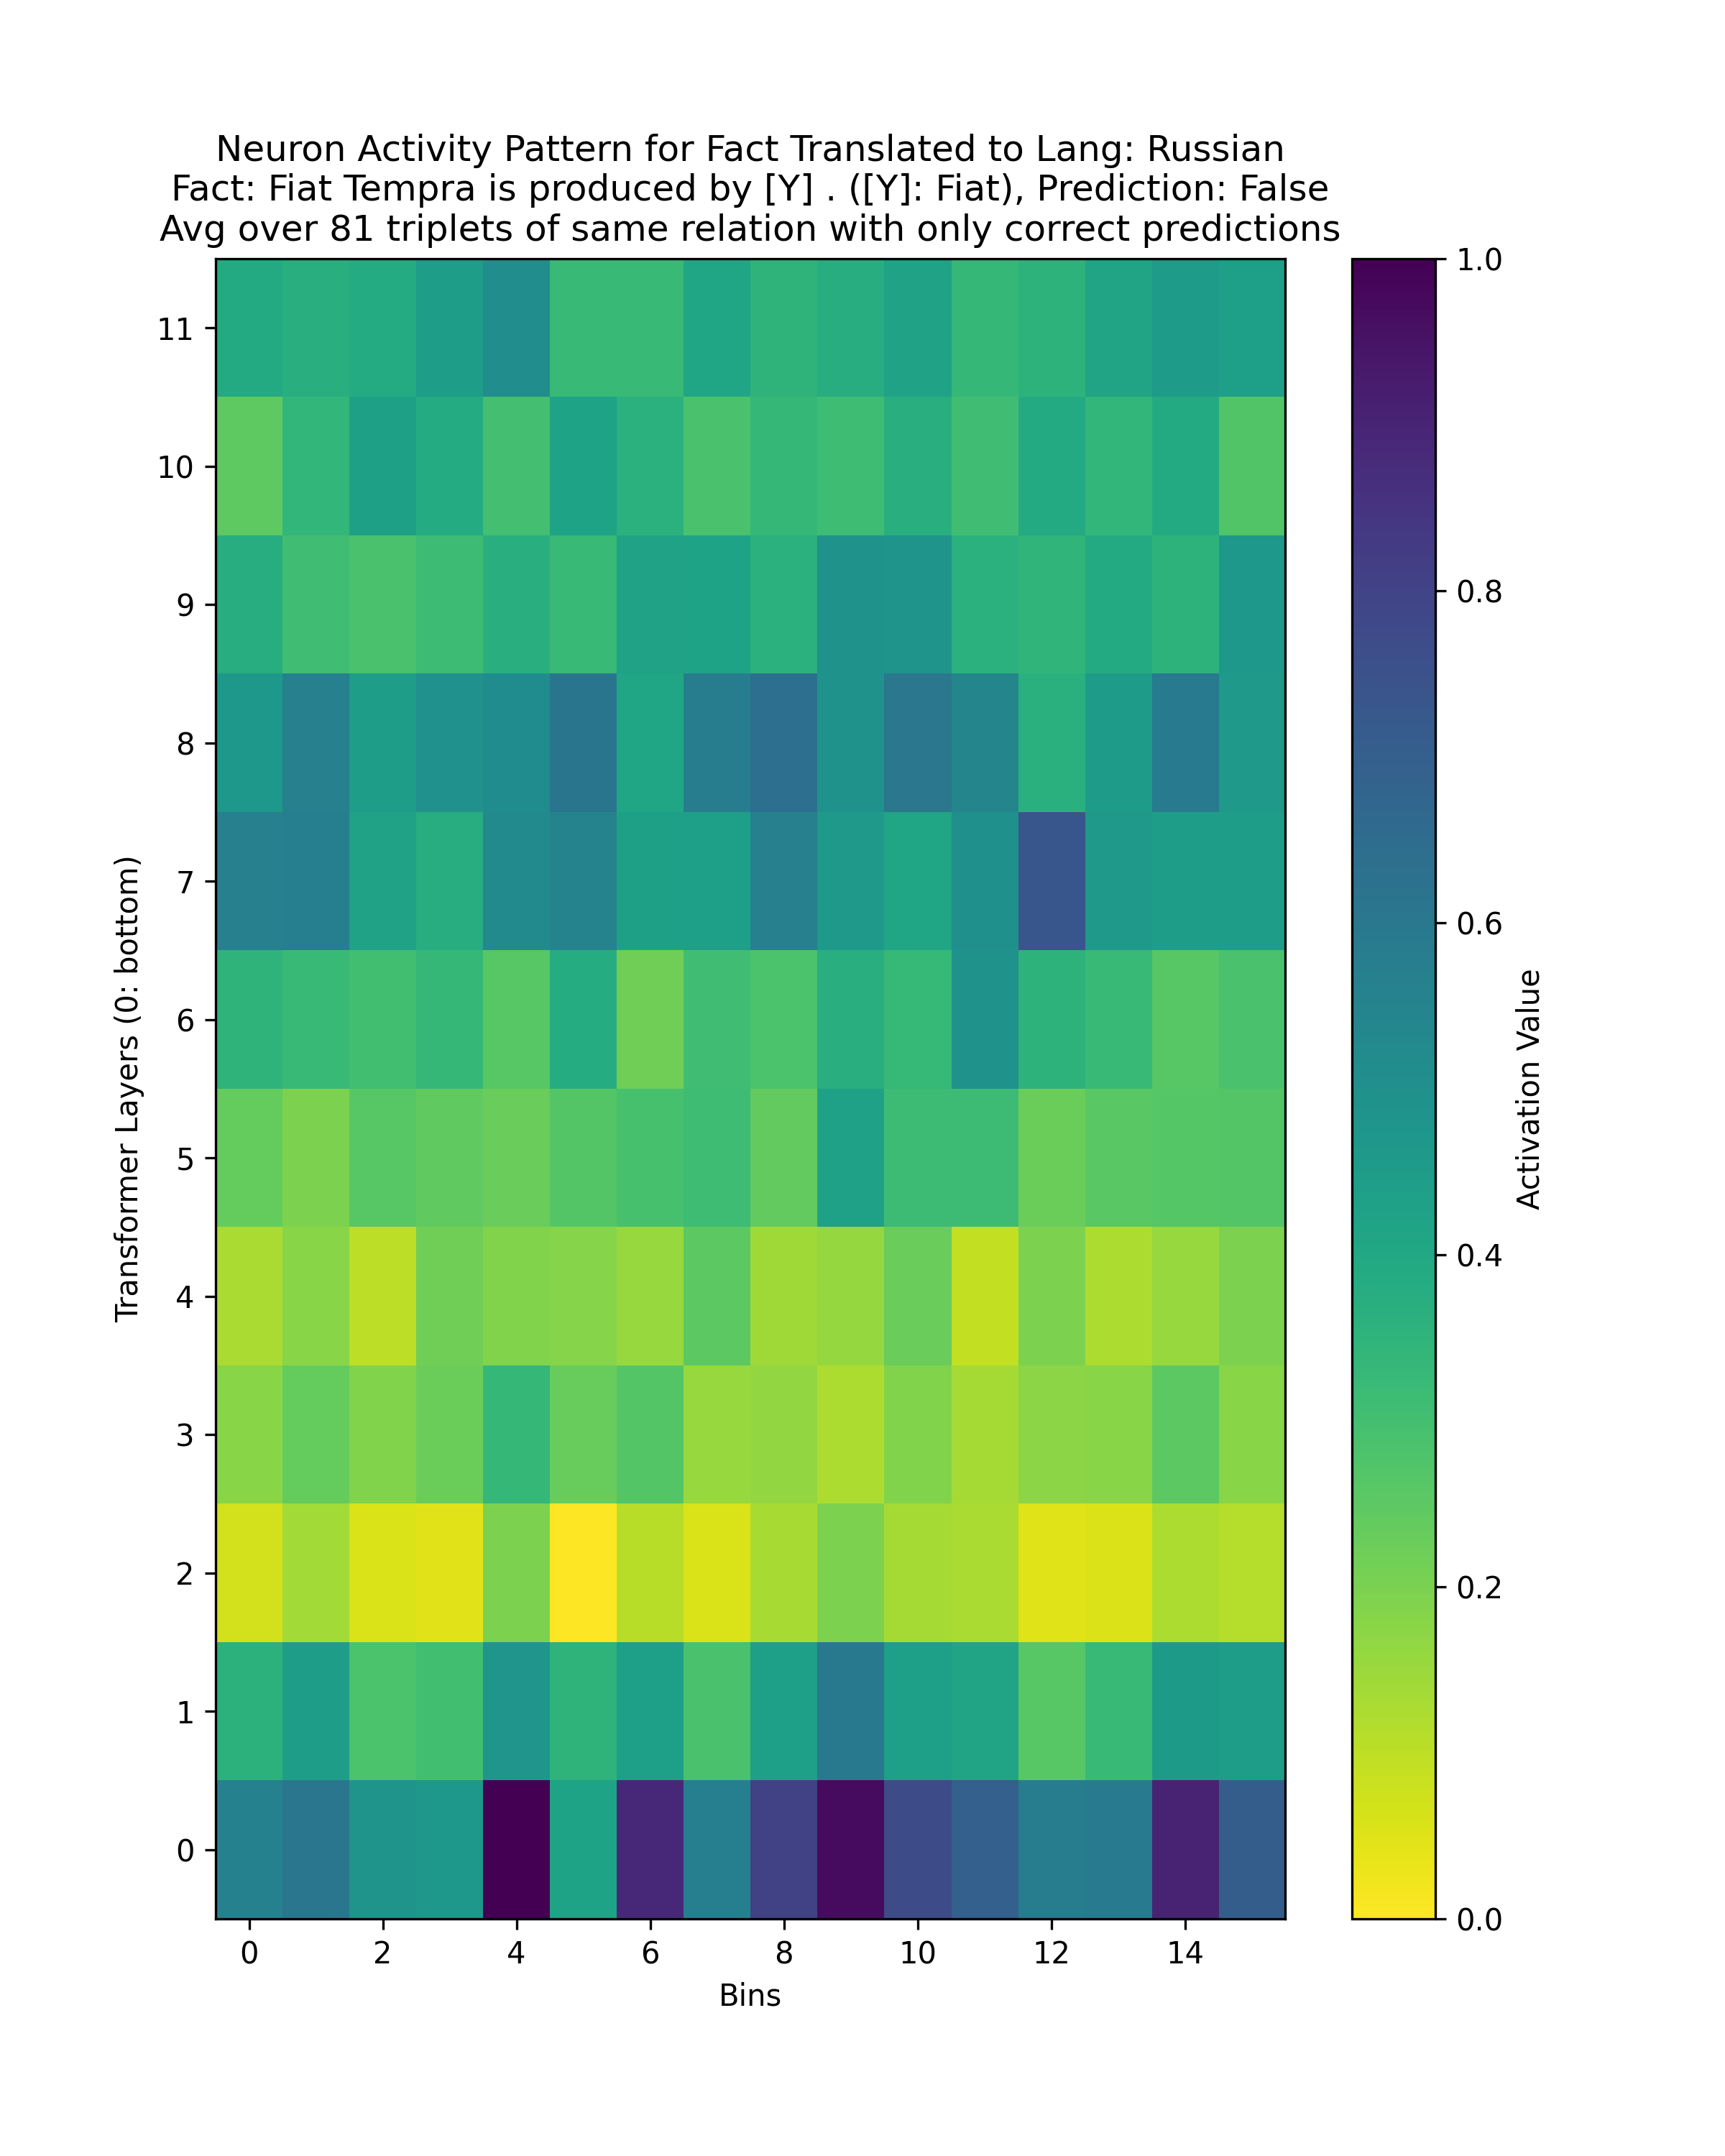 Neuron Activity Pattern for Fact Translated to Lang: Russian
Fact: Fiat Tempra is produced by [Y] . ([Y]: Fiat), Prediction: False
Avg over 81 triplets of same relation with only correct predictions
11
10
9
8
7
6
5
4
3
2
1
0
Transformer Layers (0: bottom)
0 2 4 6 8 10 12 14
Bins
1.0
0.8
0.6
0.4
0.2
0.0
Activation Value